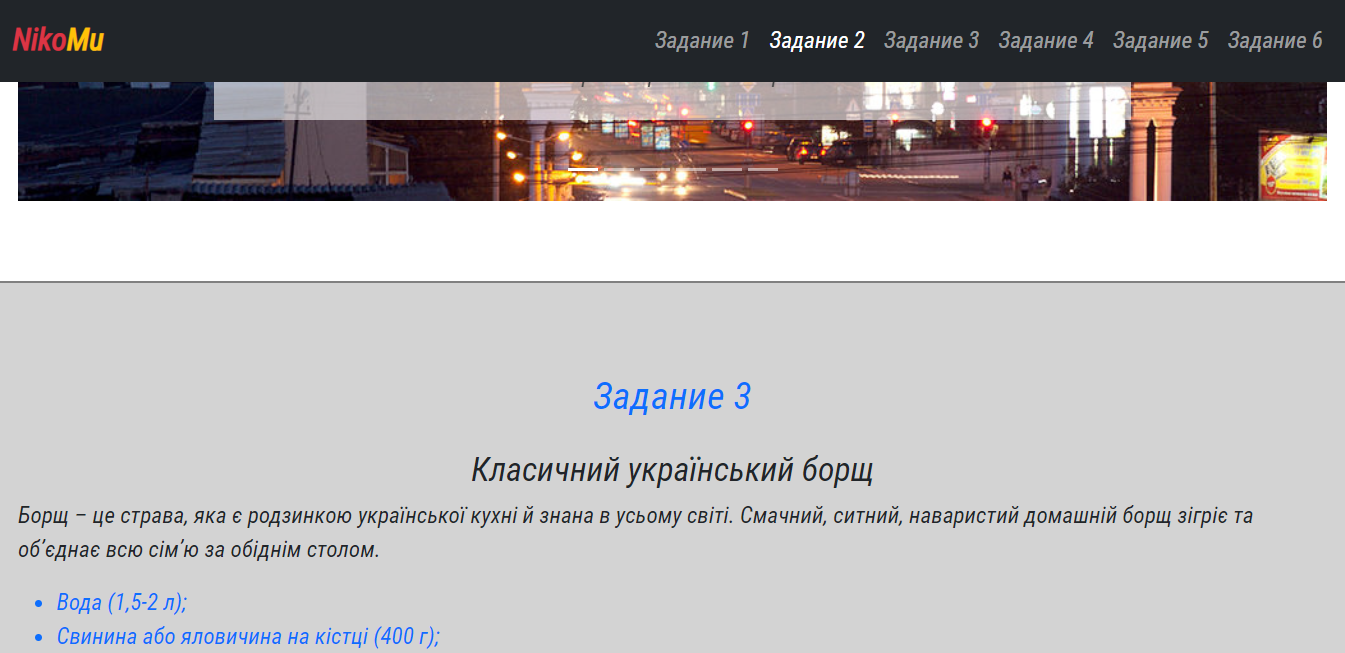 NikoMu
Задание 1 Задание 2 Задание 3 Задание 4 Задание 5 Задание 6
Задание 3
Класичний український борщ
Борщ – це страва, яка є родзинкою української кухні й знана в усьому світі. Смачний, ситний, наваристий домашній борщ зігріє та
об’єднає всю сім’ю за обіднім столом.
• Вода (1,5-2 л);
• Свинина або яловичина на кістці (400 г);